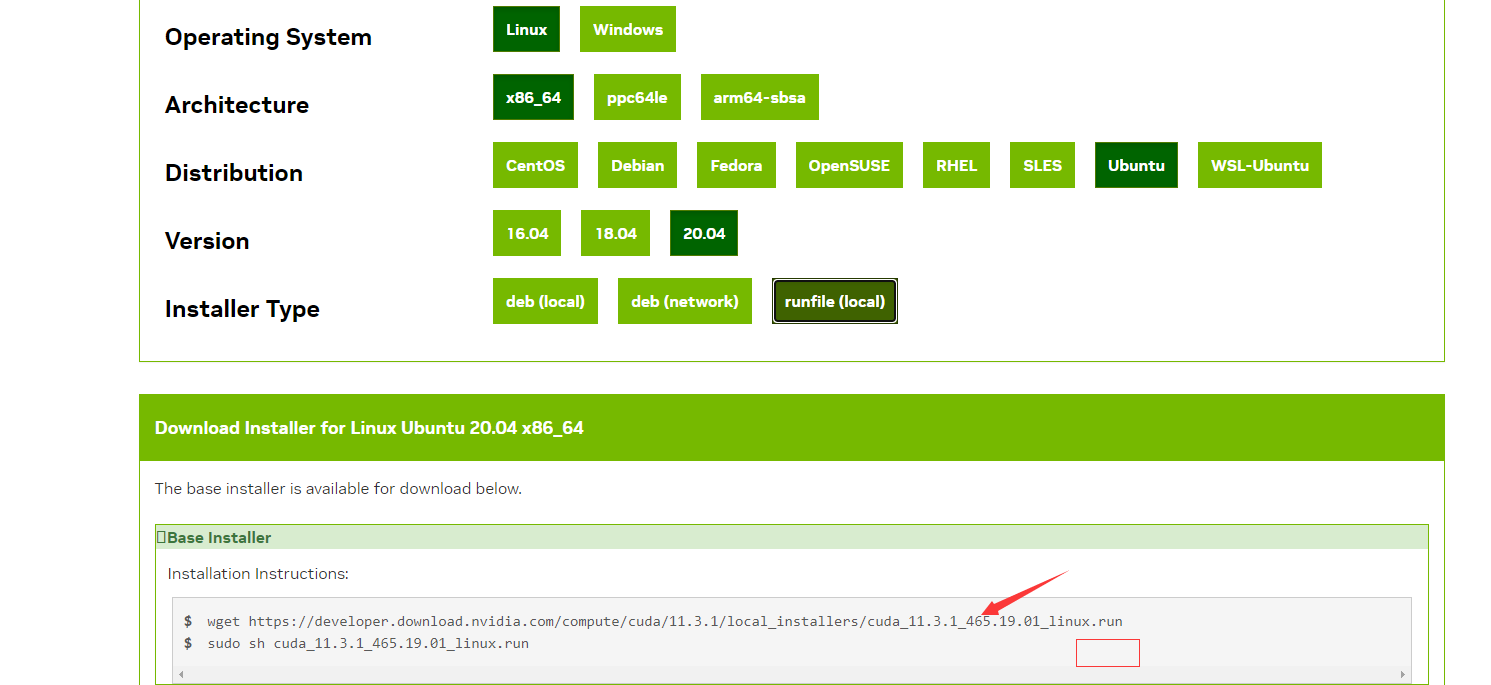 Operating System Linux Windows
Architecture x86_64 ppc64le arm64-sbsa
Distribution CentOS Debian Fedora OpenSUSE RHEL SLES Ubuntu WSL-Ubuntu
Version 16.04 18.04 20.04
Installer Type deb (local) deb (network) runfile (local)
Download Installer for Linux Ubuntu 20.04 x86_64
The base installer is available for download below.
Base Installer
Installation Instructions:
$ wget https://developer.download.nvidia.com/compute/cuda/11.3.1/local_installers/cuda_11.3.1_465.19.01_linux.run
$ sudo sh cuda_11.3.1_465.19.01_linux.run